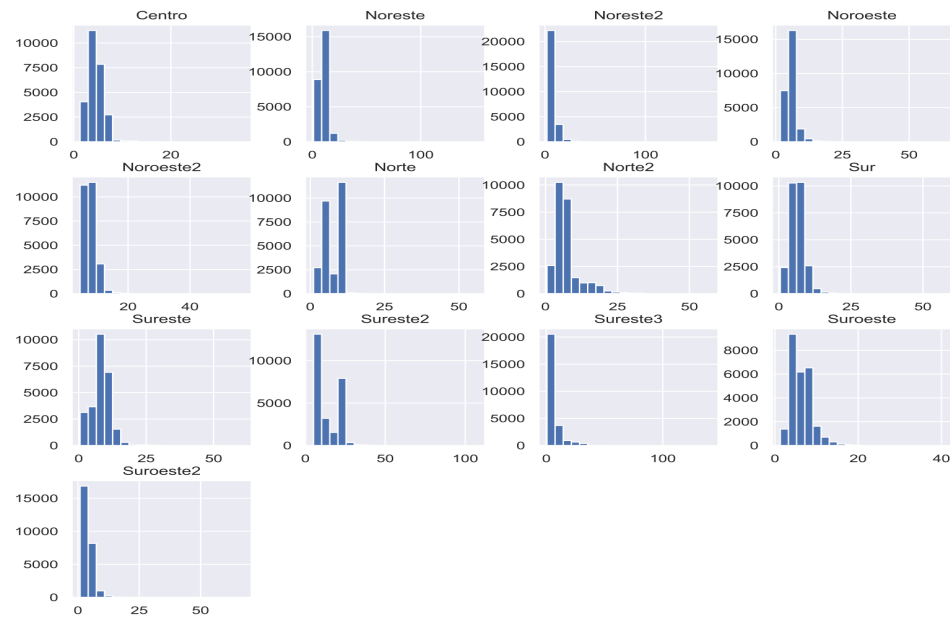 Centro Noreste Noreste2 Noroeste
10000 15000 20000 15000
7500 10000 15000 10000
5000 5000 10000 5000
2500 0 5000 0
0 0
0 20 0 100 0 100 0 25 50
Noroeste2 Norte Norte2 Sur
10000 10000 10000 10000
7500 7500 7500 7500
5000 5000 5000 5000
2500 2500 2500 2500
0 0 0 0
20 40 0 25 50 0 25 50 0 25 50
Sureste Sureste2 Sureste3 Suroeste
10000 10000 20000 8000
7500 5000 15000 6000
5000 0 10000 4000
2500 5000 2000
0 0 0
0 25 50 50 100 0 100 0 20 40
Suroeste2
15000
10000
5000
0
0 25 50